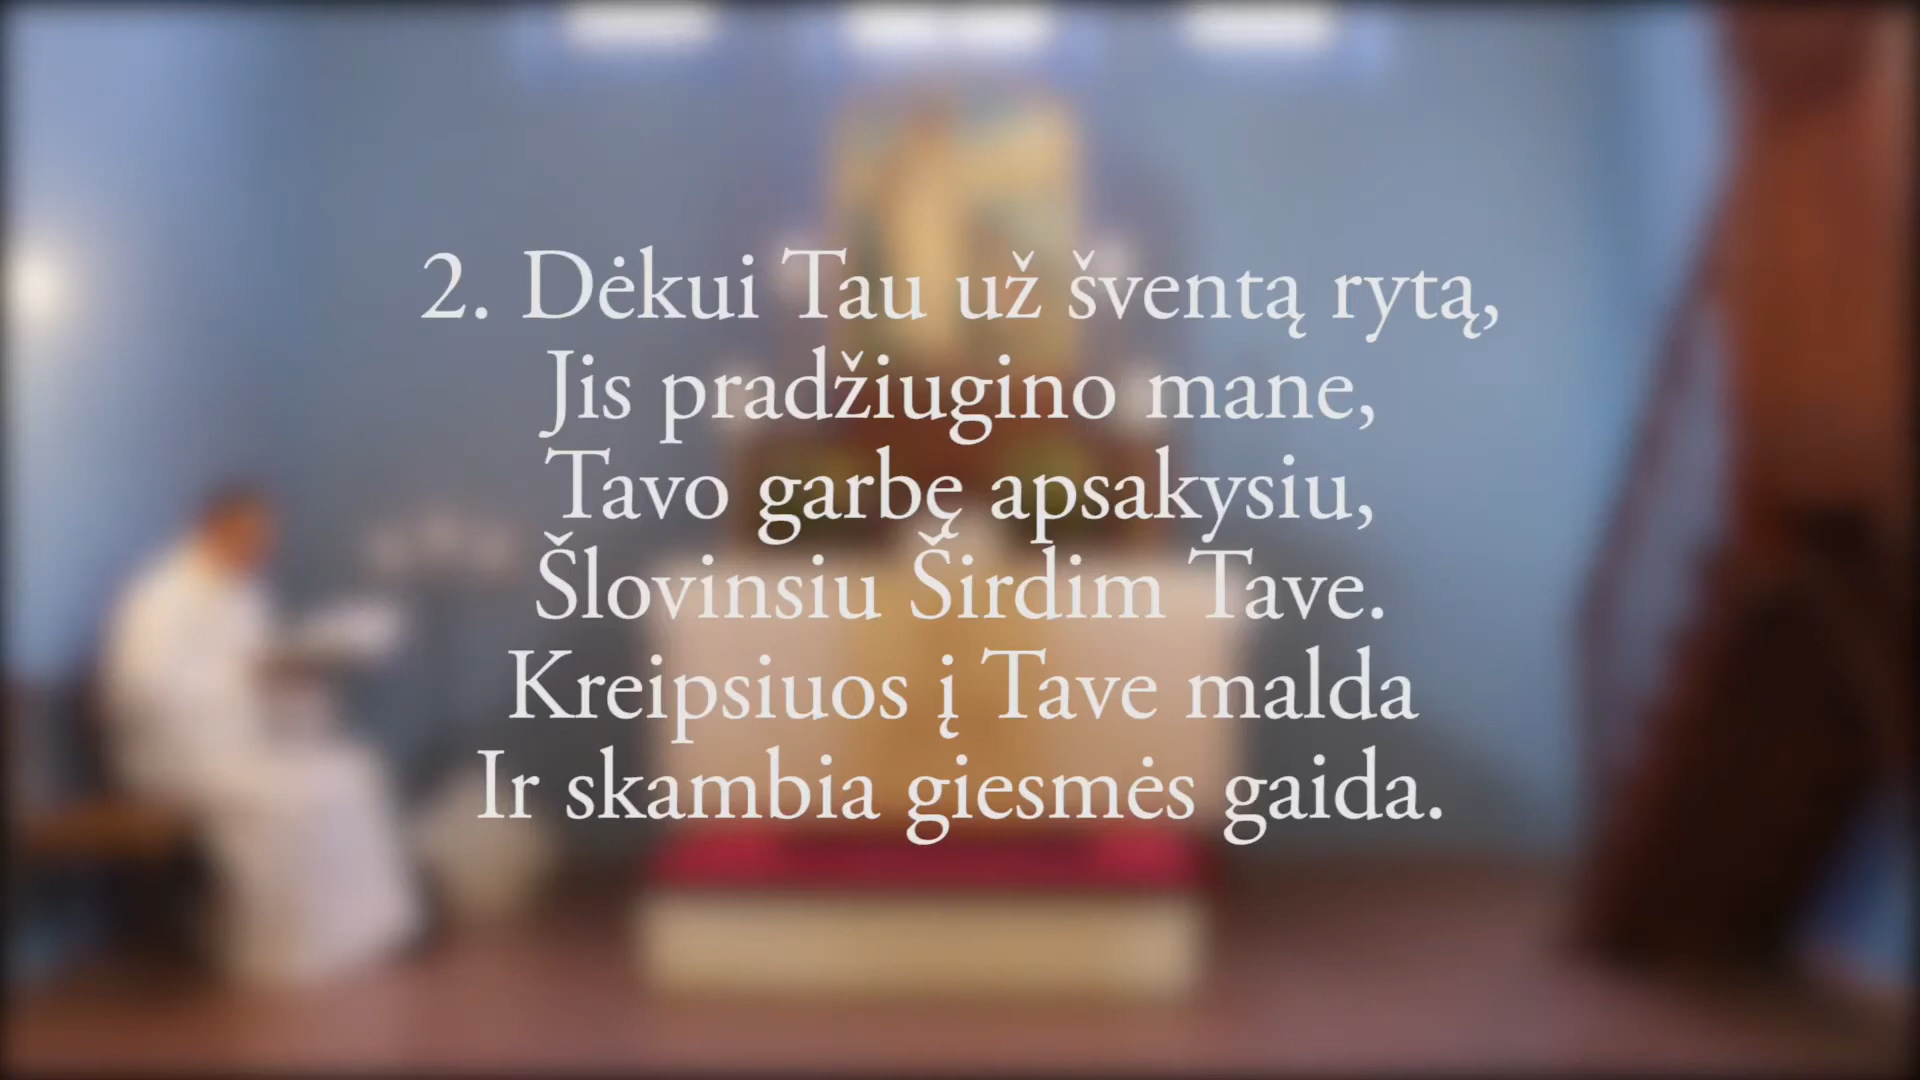 2. Dėkui Tau už šventą rytą,
Jis pradžiugino mane,
Tavo garbę apsakysiu,
Šlovinsiu Širdim Tave.
Kreipsiuos į Tave malda
Ir skambia giesmės gaida.